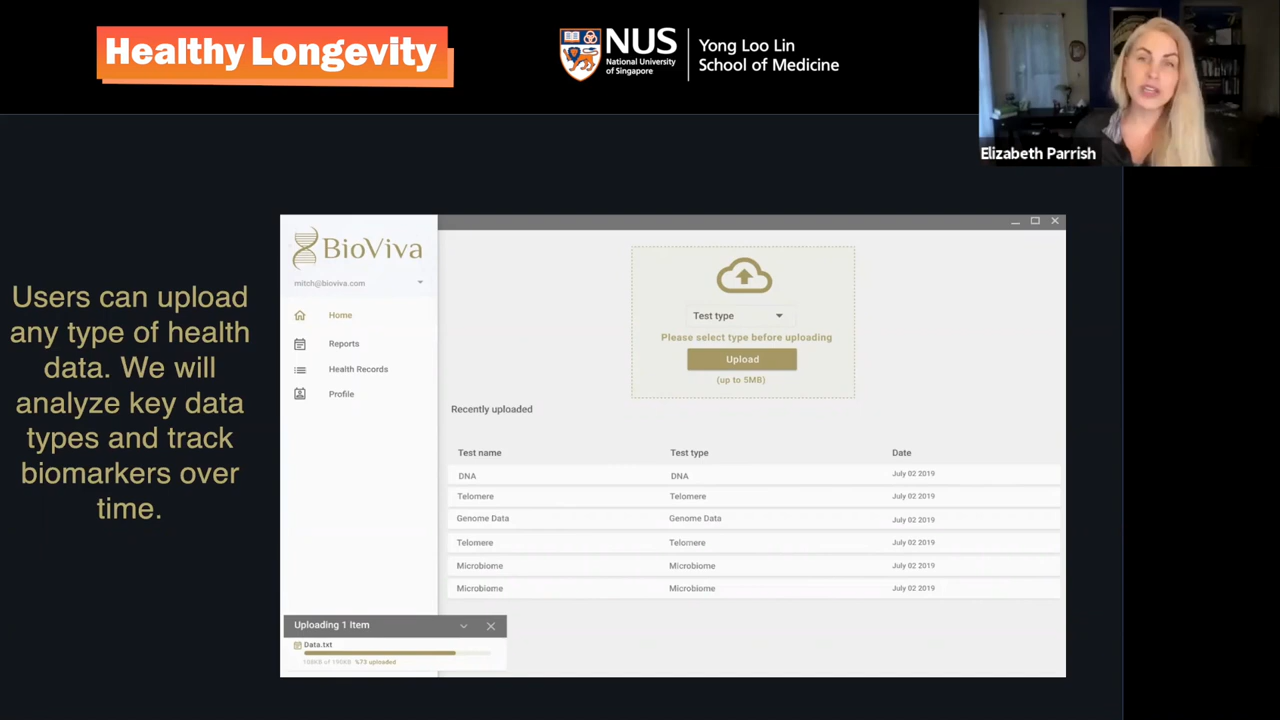 Healthy Longevity
NUS
National University
of Singapore
Yong Loo Lin
School of Medicine
Elizabeth Parrish
Users can upload
any type of health
data. We will
analyze key data
types and track
biomarkers over
time.
BioViva
mitch@bioviva.com
Home
Reports
Health Records
Profile
Test type
Please select type before uploading
Upload
(up to 5MB)
Recently uploaded
Test name Test type Date
DNA DNA July 02 2019
Telomere Telomere July 02 2019
Genome Data Genome Data July 02 2019
Telomere Telomere July 02 2019
Microbiome Microbiome July 02 2019
Microbiome Microbiome July 02 2019
Uploading 1 Item
Data.txt
%73 uploaded